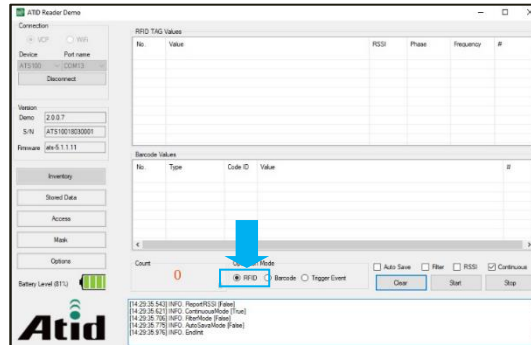 ATID Reader Demo
Connection
VCP WiFi
Device Port name
ATS100 COM13
Disconnect
Version
Demo 2.0.0.7
S/N ATS10018030001
Firmware ats-5.1.1.11
Inventory
Stored Data
Access
Mask
Options
Battery Level (81%)
Atid
RFID TAG Values
No. Value RSSI Phase Frequency #
Barcode Values
No. Type Code ID Value #
Count
0
Mode
RFID Barcode Trigger Event
Auto Save Filter RSSI Continuous
Clear Start Stop
[14:29:35.543] INFO. ReportRSSI [False]
[14:29:35.621] INFO. ContinuousMode [True]
[14:29:35.706] INFO. FilterMode [False]
[14:29:35.775] INFO. AutoSaveMode [False]
[14:29:35.976] INFO. EndInit